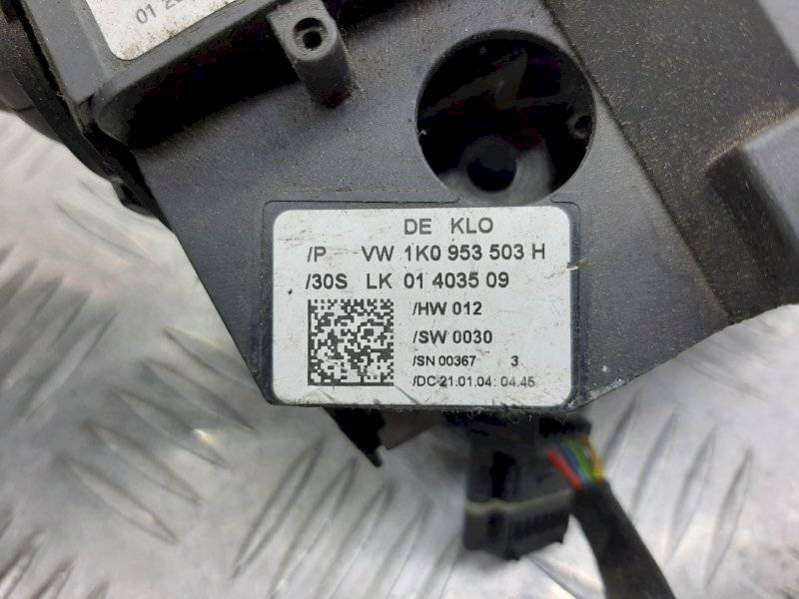 DE KLO
/P VW 1K0 953 503 H
/30S LK 01 4035 09
/HW 012
/SW 0030
/SN 00367 3
/DC 21.01.04: 04.45